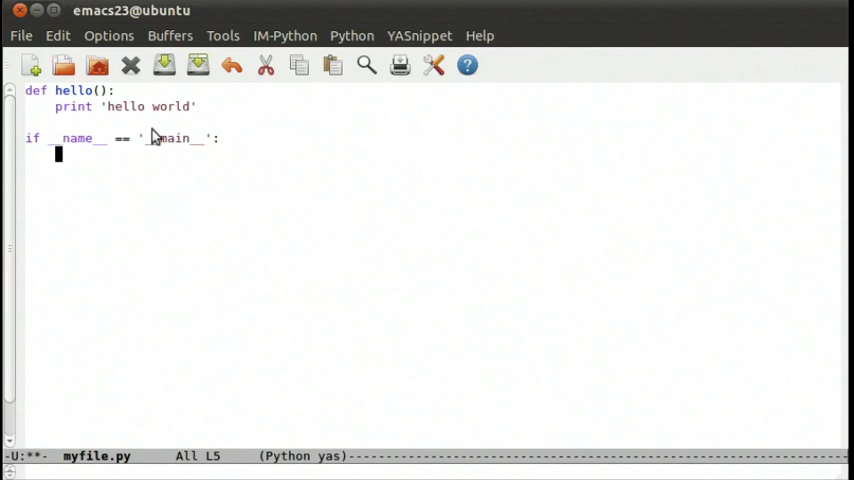 emacs23@ubuntu
File Edit Options Buffers Tools IM-Python Python YASnippet Help
def hello():
    print 'hello world'
if __name__ == '__main__':
-U:**- myfile.py All L5 (Python yas)--------------------------------------------------------------------